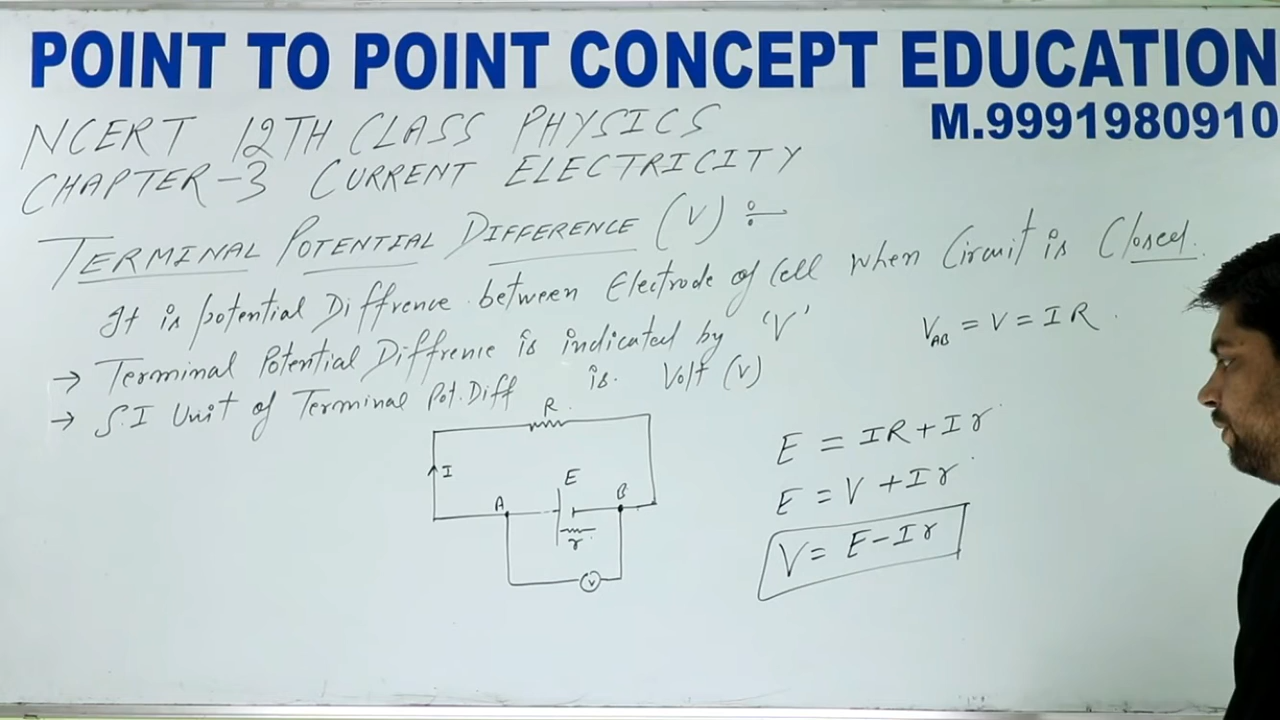 POINT TO POINT CONCEPT EDUCATION
M.9991980910
NCERT 12TH CLASS PHYSICS
CHAPTER-3 CURRENT ELECTRICITY
TERMINAL POTENTIAL DIFFERENCE (V) ÷
It is potential Diffrence between Electrode of Cell when Circuit is Closed.
→ Terminal Potential Diffrence is indicated by 'V'
→ S.I Unit of Terminal Pot. Diff is Volt (V)
V_AB = V = IR
R
I
E
A
B
r
V
E = IR + Ir
E = V + Ir
V = E - Ir